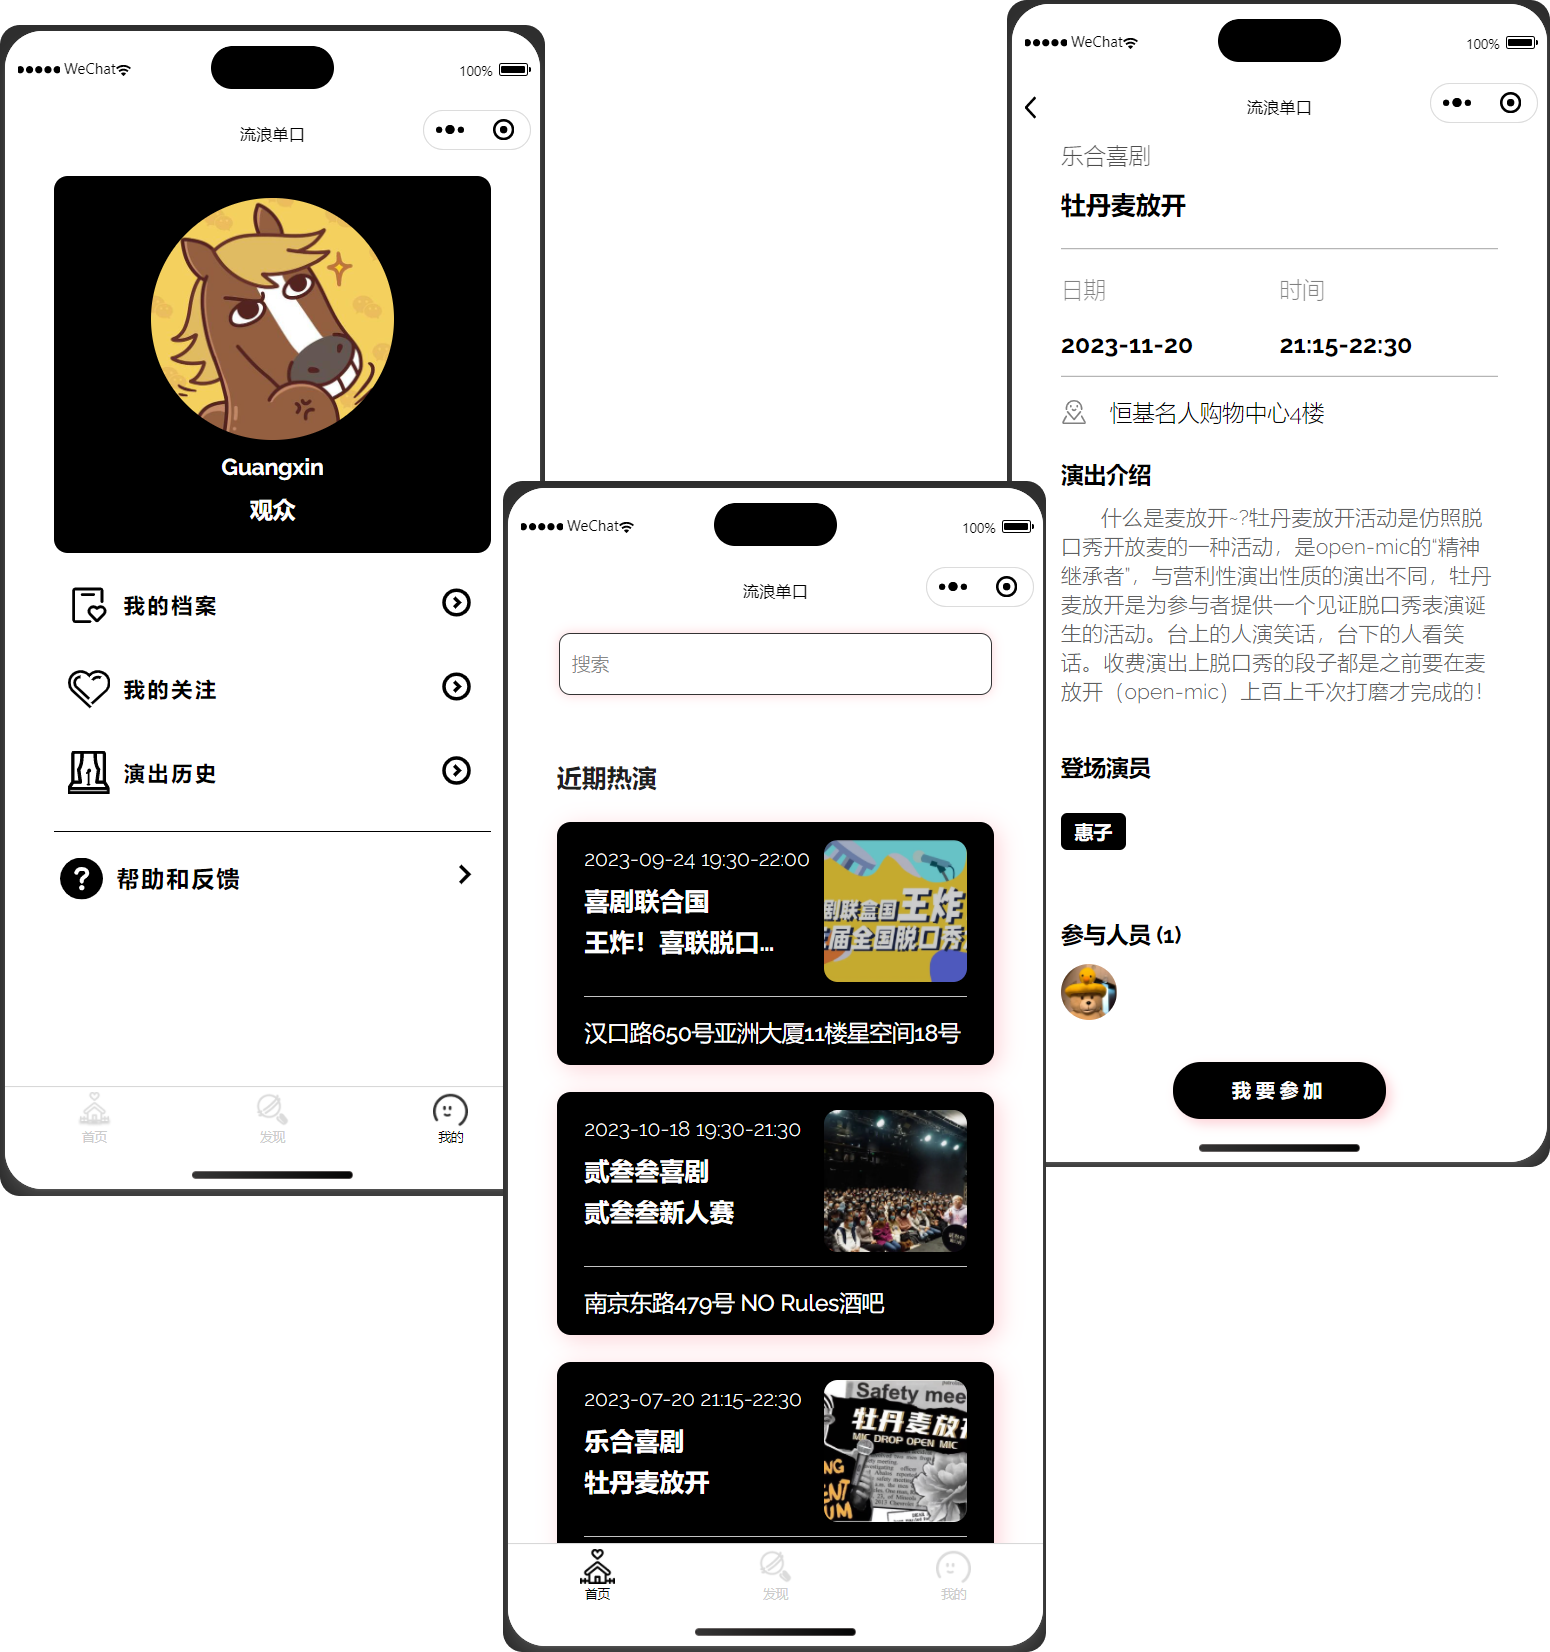 WeChat
100%
流浪单口
Guangxin
观众
我的档案
我的关注
演出历史
帮助和反馈
首页
发现
我的
WeChat
100%
流浪单口
搜索
近期热演
2023-09-24 19:30-22:00
喜剧联合国
王炸！喜联脱口...
剧联盒国王炸
届全国脱口秀
汉口路650号亚洲大厦11楼星空间18号
2023-10-18 19:30-21:30
贰叁叁喜剧
贰叁叁新人赛
南京东路479号 NO Rules酒吧
2023-07-20 21:15-22:30
乐合喜剧
牡丹麦放开
Safety mee
牡丹麦放
MIC DROP OPEN MIC
首页
发现
我的
WeChat
100%
流浪单口
乐合喜剧
牡丹麦放开
日期 时间
2023-11-20 21:15-22:30
恒基名人购物中心4楼
演出介绍
什么是麦放开~?牡丹麦放开活动是仿照脱
口秀开放麦的一种活动，是open-mic的“精神
继承者”，与营利性演出性质的演出不同，牡丹
麦放开是为参与者提供一个见证脱口秀表演诞
生的活动。台上的人演笑话，台下的人看笑
话。收费演出上脱口秀的段子都是之前要在麦
放开（open-mic）上百上千次打磨才完成的！
登场演员
惠子
参与人员 (1)
我要参加